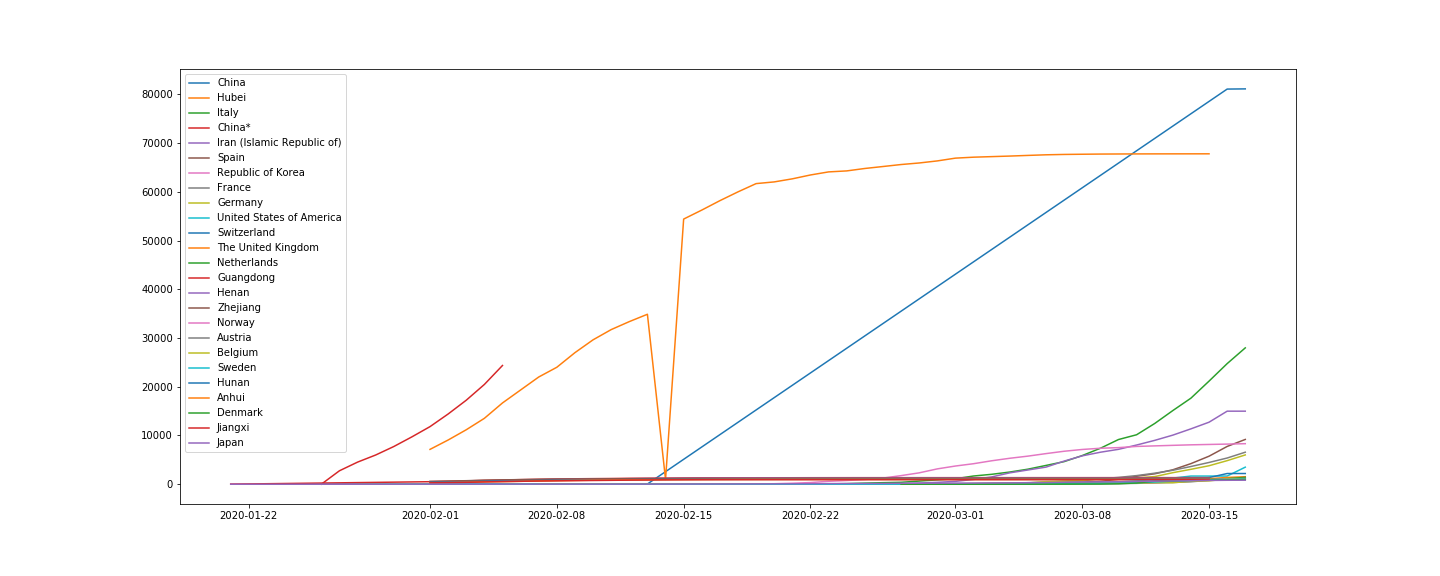 China
Hubei
Italy
China*
Iran (Islamic Republic of)
Spain
Republic of Korea
France
Germany
United States of America
Switzerland
The United Kingdom
Netherlands
Guangdong
Henan
Zhejiang
Norway
Austria
Belgium
Sweden
Hunan
Anhui
Denmark
Jiangxi
Japan
80000
70000
60000
50000
40000
30000
20000
10000
0
2020-01-22 2020-02-01 2020-02-08 2020-02-15 2020-02-22 2020-03-01 2020-03-08 2020-03-15